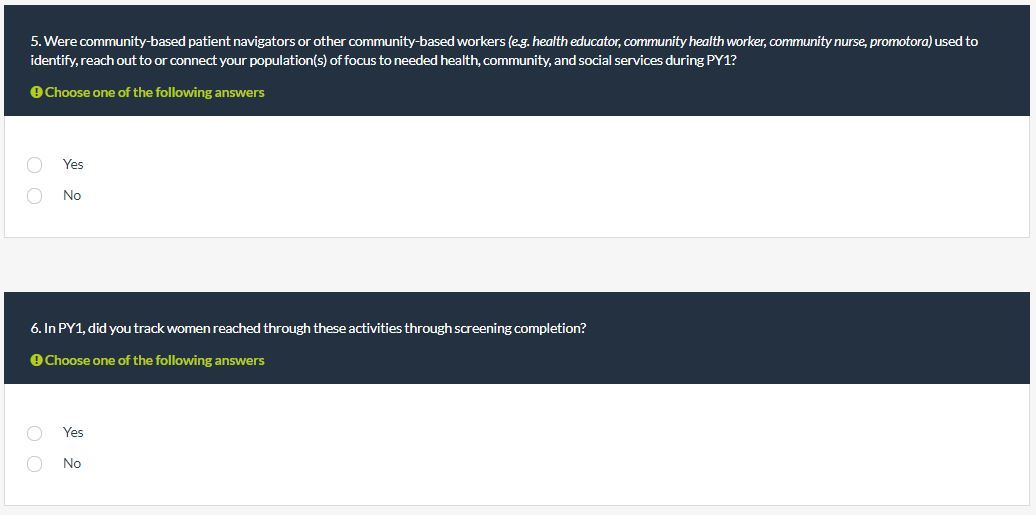 5. Were community-based patient navigators or other community-based workers (e.g. health educator, community health worker, community nurse, promotora) used to
identify, reach out to or connect your population(s) of focus to needed health, community, and social services during PY1?
Choose one of the following answers
Yes
No
6. In PY1, did you track women reached through these activities through screening completion?
Choose one of the following answers
Yes
No